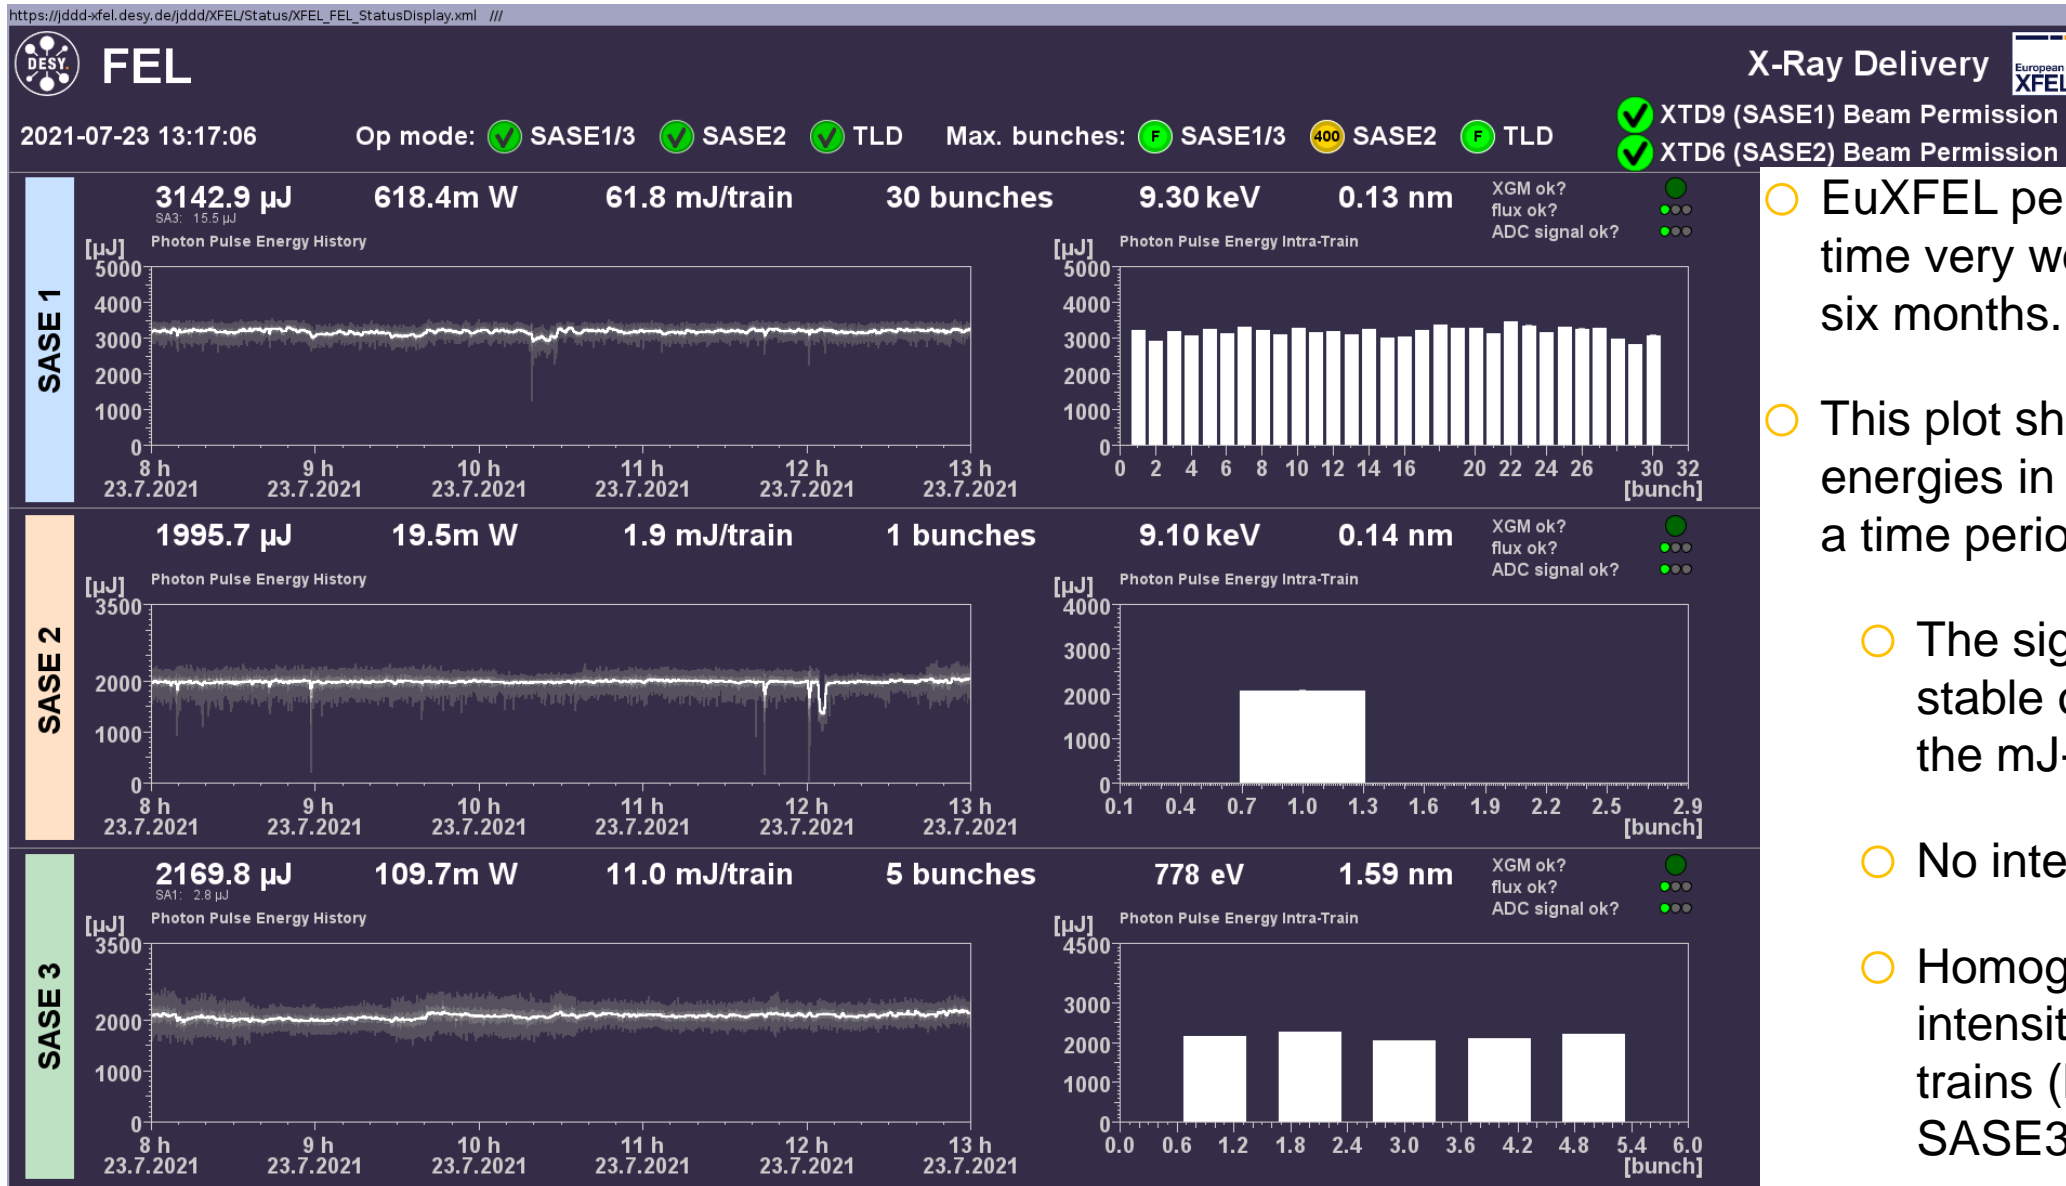 https://jddd-xfel.desy.de/jddd/XFEL/Status/XFEL_FEL_StatusDisplay.xml ///
DESY.
FEL
X-Ray Delivery
European
XFEL
2021-07-23 13:17:06
Op mode: SASE1/3 SASE2 TLD
Max. bunches: F SASE1/3 400 SASE2 F TLD
XTD9 (SASE1) Beam Permission
XTD6 (SASE2) Beam Permission
SASE 1
3142.9 µJ 618.4m W 61.8 mJ/train 30 bunches 9.30 keV 0.13 nm
SA3: 15.5 µJ
XGM ok?
flux ok?
ADC signal ok?
[µJ] Photon Pulse Energy History
5000
4000
3000
2000
1000
0
8 h 9 h 10 h 11 h 12 h 13 h
23.7.2021 23.7.2021 23.7.2021 23.7.2021 23.7.2021 23.7.2021
[µJ] Photon Pulse Energy Intra-Train
5000
4000
3000
2000
1000
0
0 2 4 6 8 10 12 14 16 20 22 24 26 30 32
[bunch]
SASE 2
1995.7 µJ 19.5m W 1.9 mJ/train 1 bunches 9.10 keV 0.14 nm
XGM ok?
flux ok?
ADC signal ok?
[µJ] Photon Pulse Energy History
3500
2000
1000
0
8 h 9 h 10 h 11 h 12 h 13 h
23.7.2021 23.7.2021 23.7.2021 23.7.2021 23.7.2021 23.7.2021
[µJ] Photon Pulse Energy Intra-Train
4000
3000
2000
1000
0
0.1 0.4 0.7 1.0 1.3 1.6 1.9 2.2 2.5 2.9
[bunch]
SASE 3
2169.8 µJ 109.7m W 11.0 mJ/train 5 bunches 778 eV 1.59 nm
SA1: 2.8 µJ
XGM ok?
flux ok?
ADC signal ok?
[µJ] Photon Pulse Energy History
3500
2000
1000
0
8 h 9 h 10 h 11 h 12 h 13 h
23.7.2021 23.7.2021 23.7.2021 23.7.2021 23.7.2021 23.7.2021
[µJ] Photon Pulse Energy Intra-Train
4500
3000
2000
1000
0
0.0 0.6 1.2 1.8 2.4 3.0 3.6 4.2 4.8 5.4 6.0
[bunch]
EuXFEL pe
time very we
six months.
This plot sh
energies in
a time perio
The sig
stable o
the mJ-
No inte
Homog
intensit
trains (
SASE3